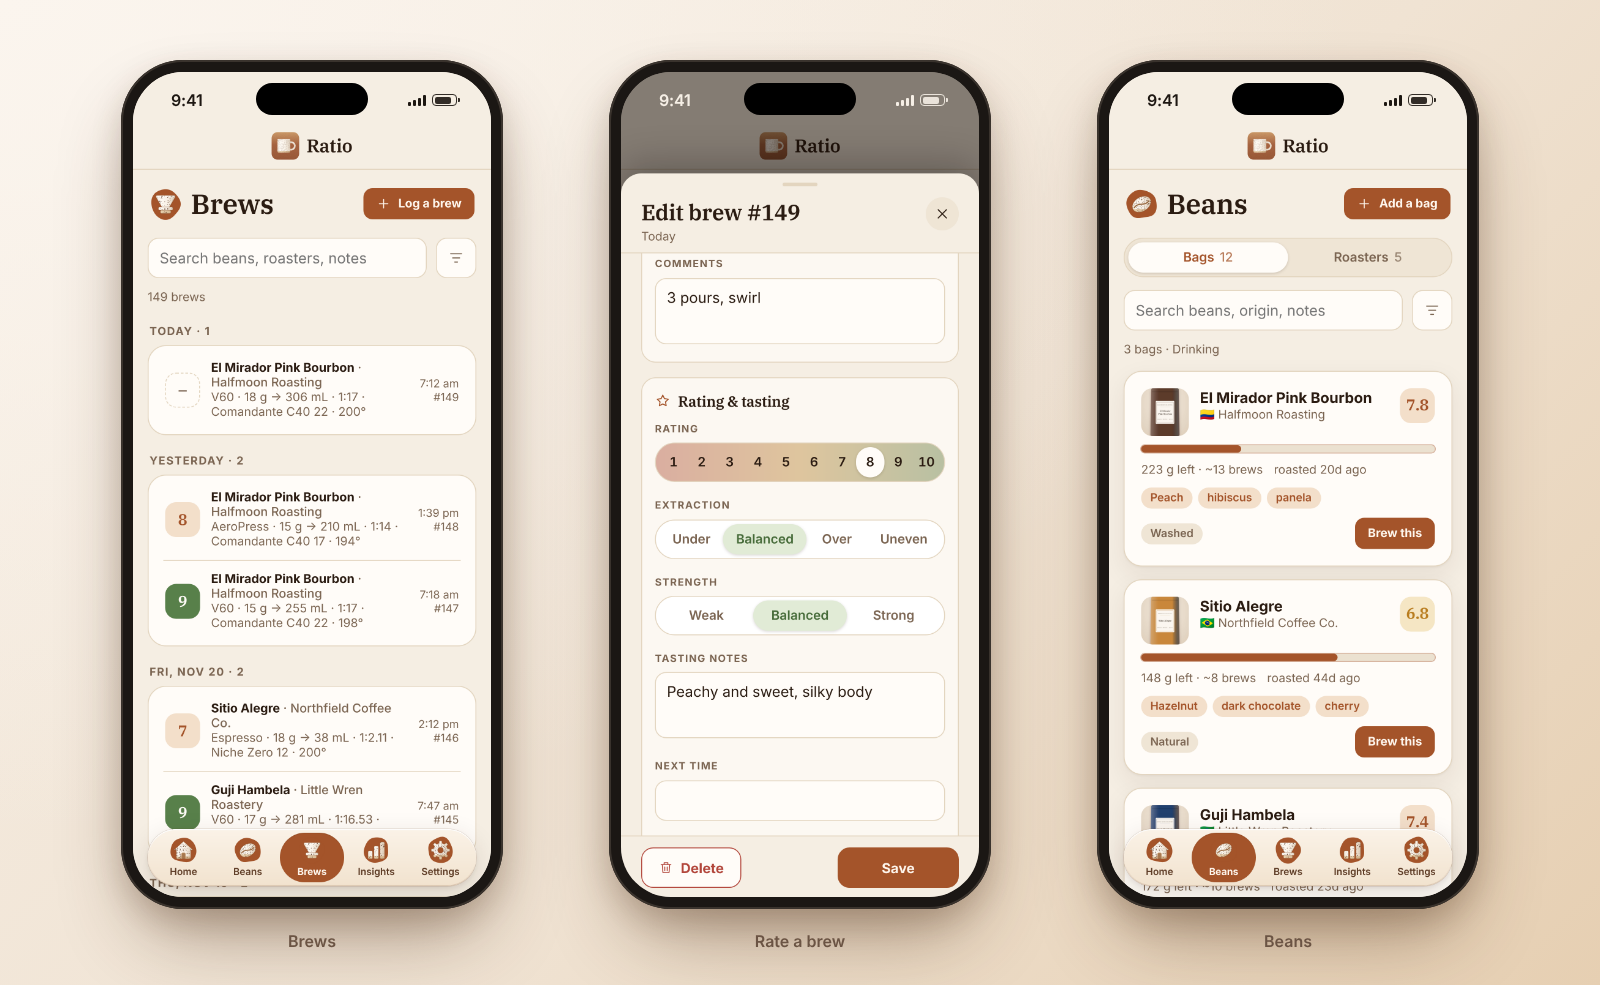 9:41
Ratio
Brews
+ Log a brew
Search beans, roasters, notes
149 brews
TODAY · 1
–
El Mirador Pink Bourbon ·
Halfmoon Roasting
V60 · 18 g → 306 mL · 1:17 ·
Comandante C40 22 · 200°
7:12 am
#149
YESTERDAY · 2
8
El Mirador Pink Bourbon ·
Halfmoon Roasting
AeroPress · 15 g → 210 mL · 1:14 ·
Comandante C40 17 · 194°
1:39 pm
#148
9
El Mirador Pink Bourbon ·
Halfmoon Roasting
V60 · 15 g → 255 mL · 1:17 ·
Comandante C40 22 · 198°
7:18 am
#147
FRI, NOV 20 · 2
7
Sitio Alegre · Northfield Coffee
Co.
Espresso · 18 g → 38 mL · 1:2.11 ·
Niche Zero 12 · 200°
2:12 pm
#146
9
Guji Hambela · Little Wren
Roastery
V60 · 17 g → 281 mL · 1:16.53 ·
7:47 am
#145
Home
Beans
Brews
Insights
Settings
Brews
9:41
Ratio
Edit brew #149
Today
COMMENTS
3 pours, swirl
Rating & tasting
RATING
1 2 3 4 5 6 7 8 9 10
EXTRACTION
Under Balanced Over Uneven
STRENGTH
Weak Balanced Strong
TASTING NOTES
Peachy and sweet, silky body
NEXT TIME
Delete
Save
Rate a brew
9:41
Ratio
Beans
+ Add a bag
Bags 12
Roasters 5
Search beans, origin, notes
3 bags · Drinking
El Mirador Pink Bourbon
Halfmoon Roasting
7.8
223 g left · ~13 brews roasted 20d ago
Peach hibiscus panela
Washed
Brew this
Sitio Alegre
Northfield Coffee Co.
6.8
148 g left · ~8 brews roasted 44d ago
Hazelnut dark chocolate cherry
Natural
Brew this
Guji Hambela
7.4
Home
Beans
Brews
Insights
Settings
172 g left · ~10 brews roasted 23d ago
Beans